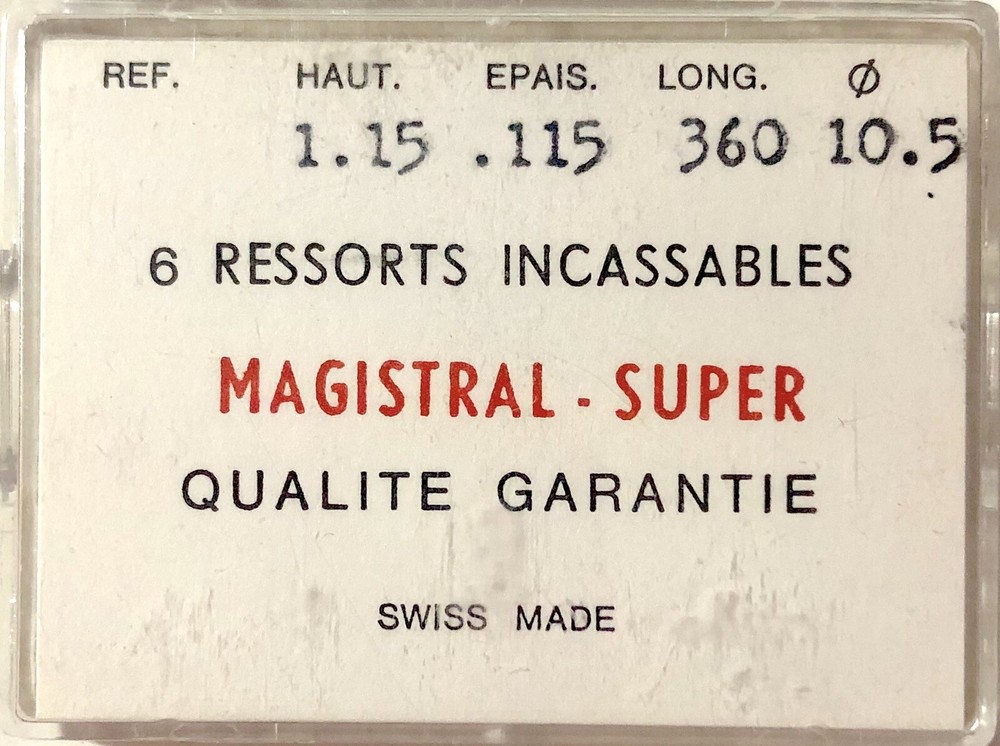 REF. HAUT. EPAIS. LONG. Ø
1.15 .115 360 10.5
6 RESSORTS INCASSABLES
MAGISTRAL - SUPER
QUALITE GARANTIE
SWISS MADE